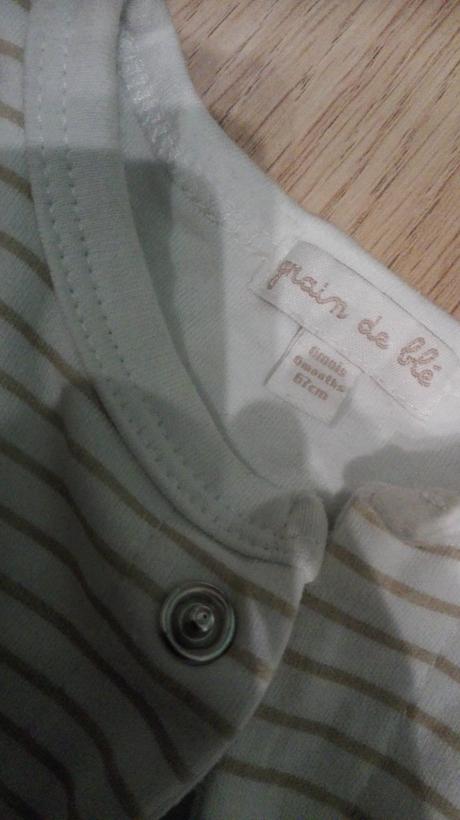 grain de blé
6mois
6months
67cm